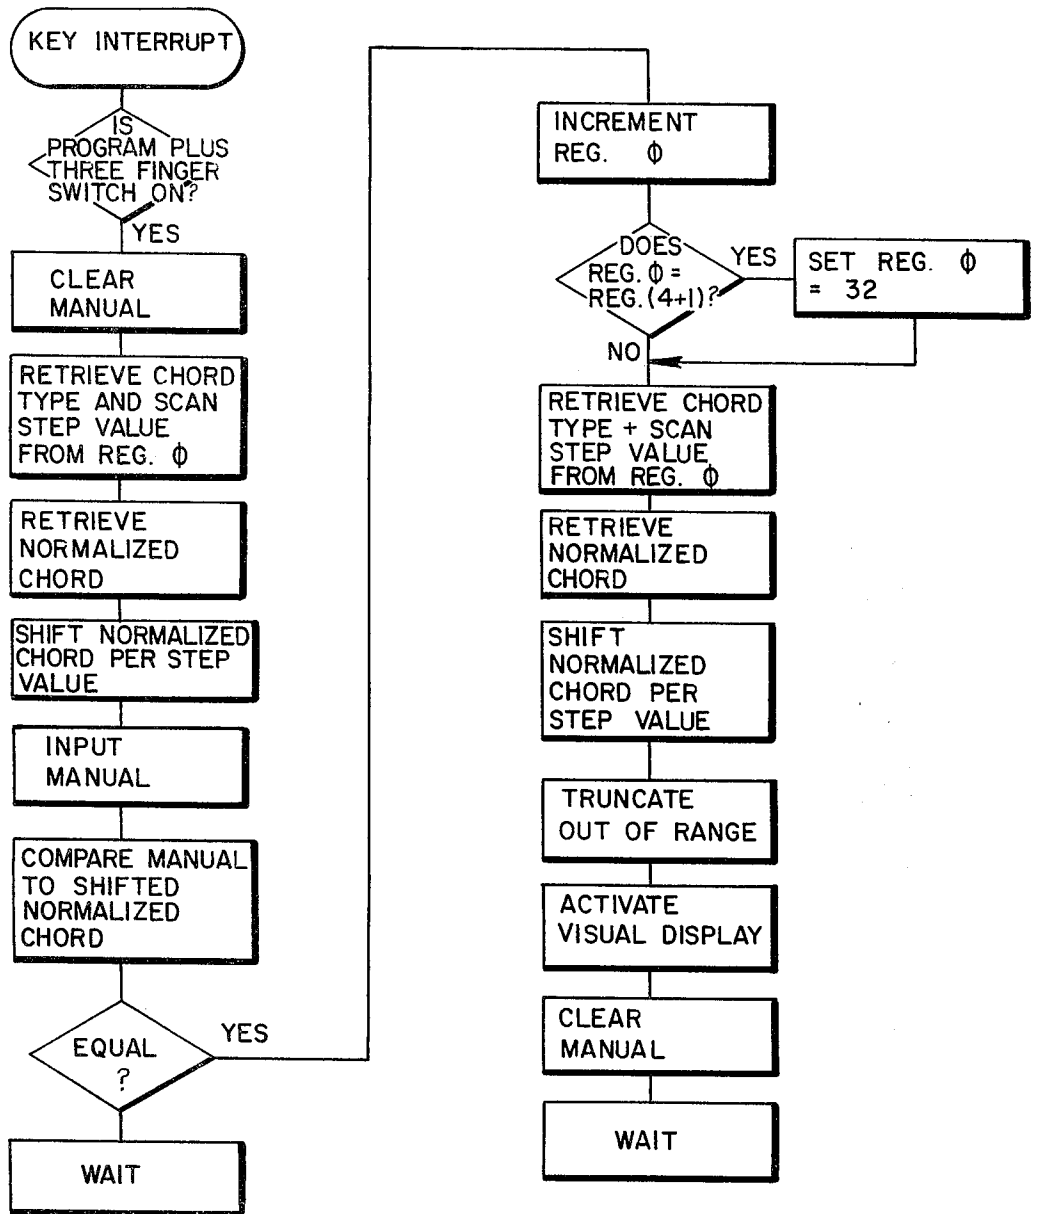 KEY INTERRUPT
IS
PROGRAM PLUS
THREE FINGER
SWITCH ON?
YES
CLEAR
MANUAL
RETRIEVE CHORD
TYPE AND SCAN
STEP VALUE
FROM REG. ϕ
RETRIEVE
NORMALIZED
CHORD
SHIFT NORMALIZED
CHORD PER STEP
VALUE
INPUT
MANUAL
COMPARE MANUAL
TO SHIFTED
NORMALIZED
CHORD
EQUAL
?
YES
WAIT
INCREMENT
REG. ϕ
DOES
REG. ϕ =
REG. (4+1)?
YES
SET REG. ϕ
= 32
NO
RETRIEVE CHORD
TYPE + SCAN
STEP VALUE
FROM REG. ϕ
RETRIEVE
NORMALIZED
CHORD
SHIFT
NORMALIZED
CHORD PER
STEP VALUE
TRUNCATE
OUT OF RANGE
ACTIVATE
VISUAL DISPLAY
CLEAR
MANUAL
WAIT